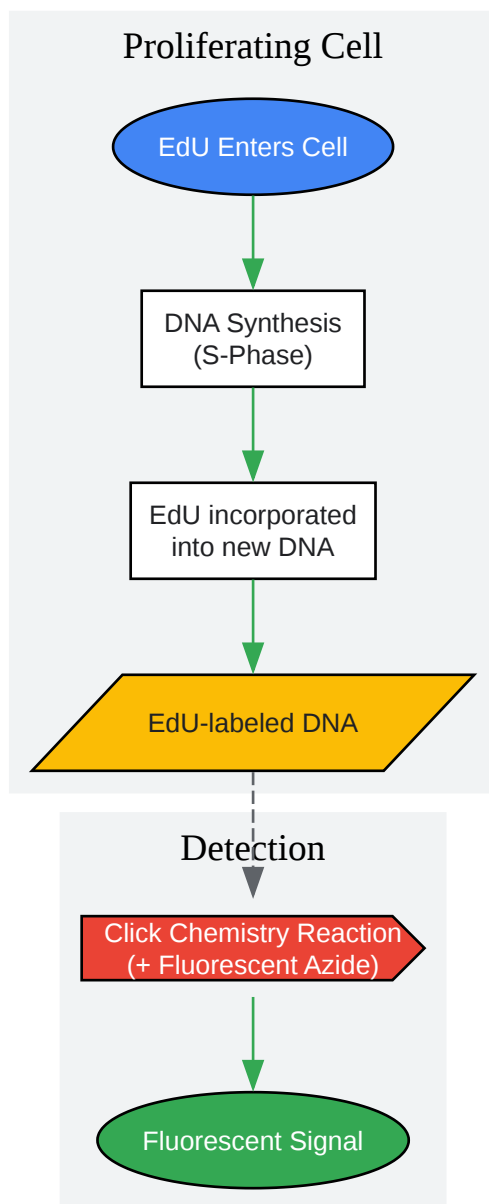 Proliferating Cell
EdU Enters Cell
DNA Synthesis
(S-Phase)
EdU incorporated
into new DNA
EdU-labeled DNA
Detection
Click Chemistry Reaction
(+ Fluorescent Azide)
Fluorescent Signal